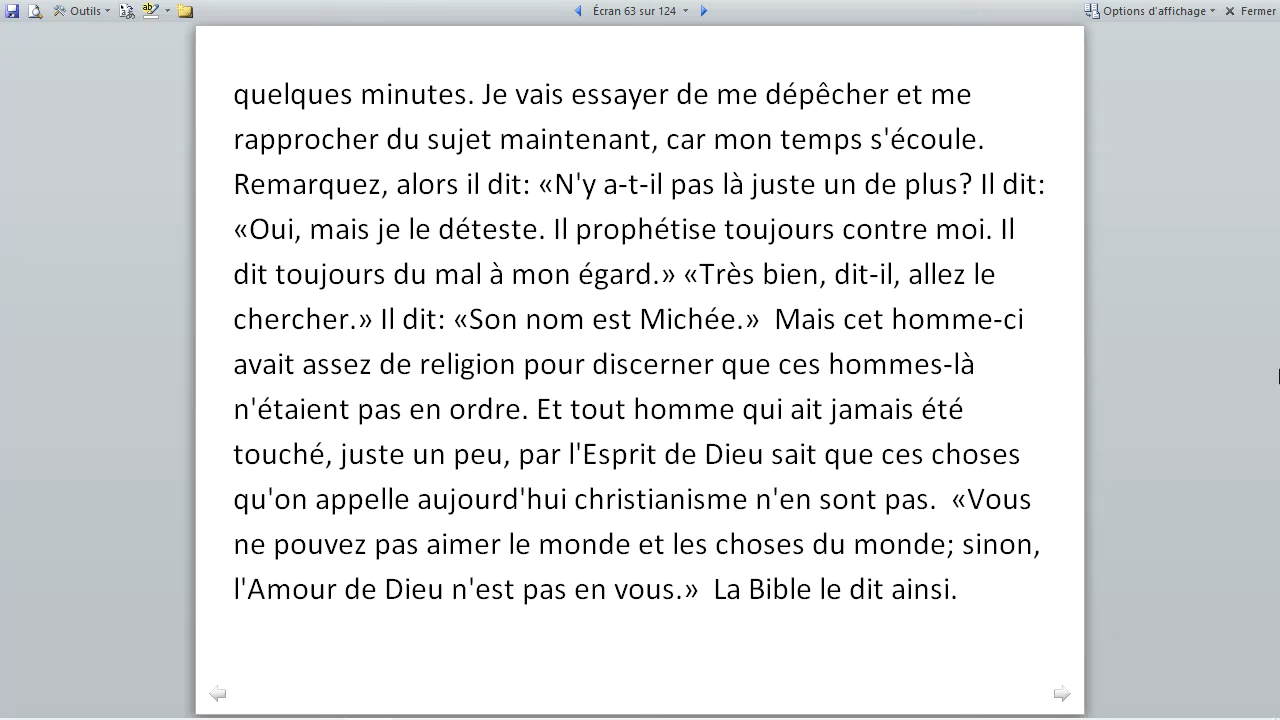 Outils
Écran 63 sur 124
Options d'affichage
Fermer
quelques minutes. Je vais essayer de me dépêcher et me
rapprocher du sujet maintenant, car mon temps s'écoule.
Remarquez, alors il dit: «N'y a-t-il pas là juste un de plus? Il dit:
«Oui, mais je le déteste. Il prophétise toujours contre moi. Il
dit toujours du mal à mon égard.» «Très bien, dit-il, allez le
chercher.» Il dit: «Son nom est Michée.»  Mais cet homme-ci
avait assez de religion pour discerner que ces hommes-là
n'étaient pas en ordre. Et tout homme qui ait jamais été
touché, juste un peu, par l'Esprit de Dieu sait que ces choses
qu'on appelle aujourd'hui christianisme n'en sont pas.  «Vous
ne pouvez pas aimer le monde et les choses du monde; sinon,
l'Amour de Dieu n'est pas en vous.»  La Bible le dit ainsi.